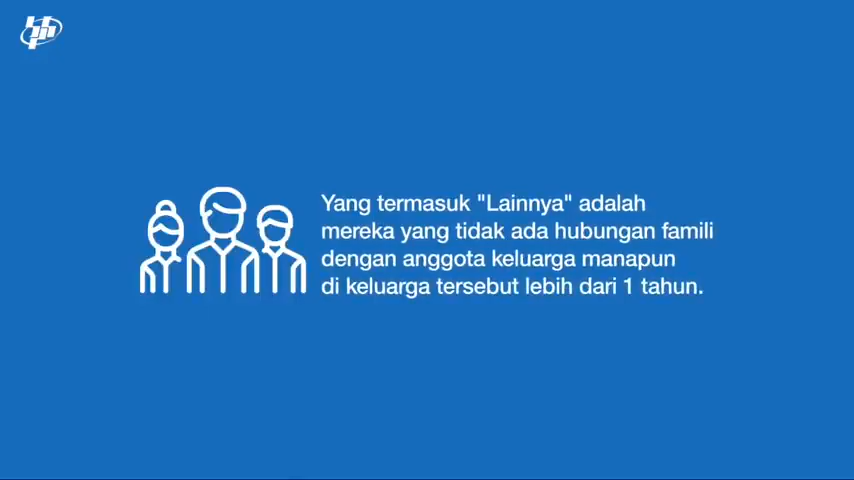 Yang termasuk "Lainnya" adalah
mereka yang tidak ada hubungan famili
dengan anggota keluarga manapun
di keluarga tersebut lebih dari 1 tahun.